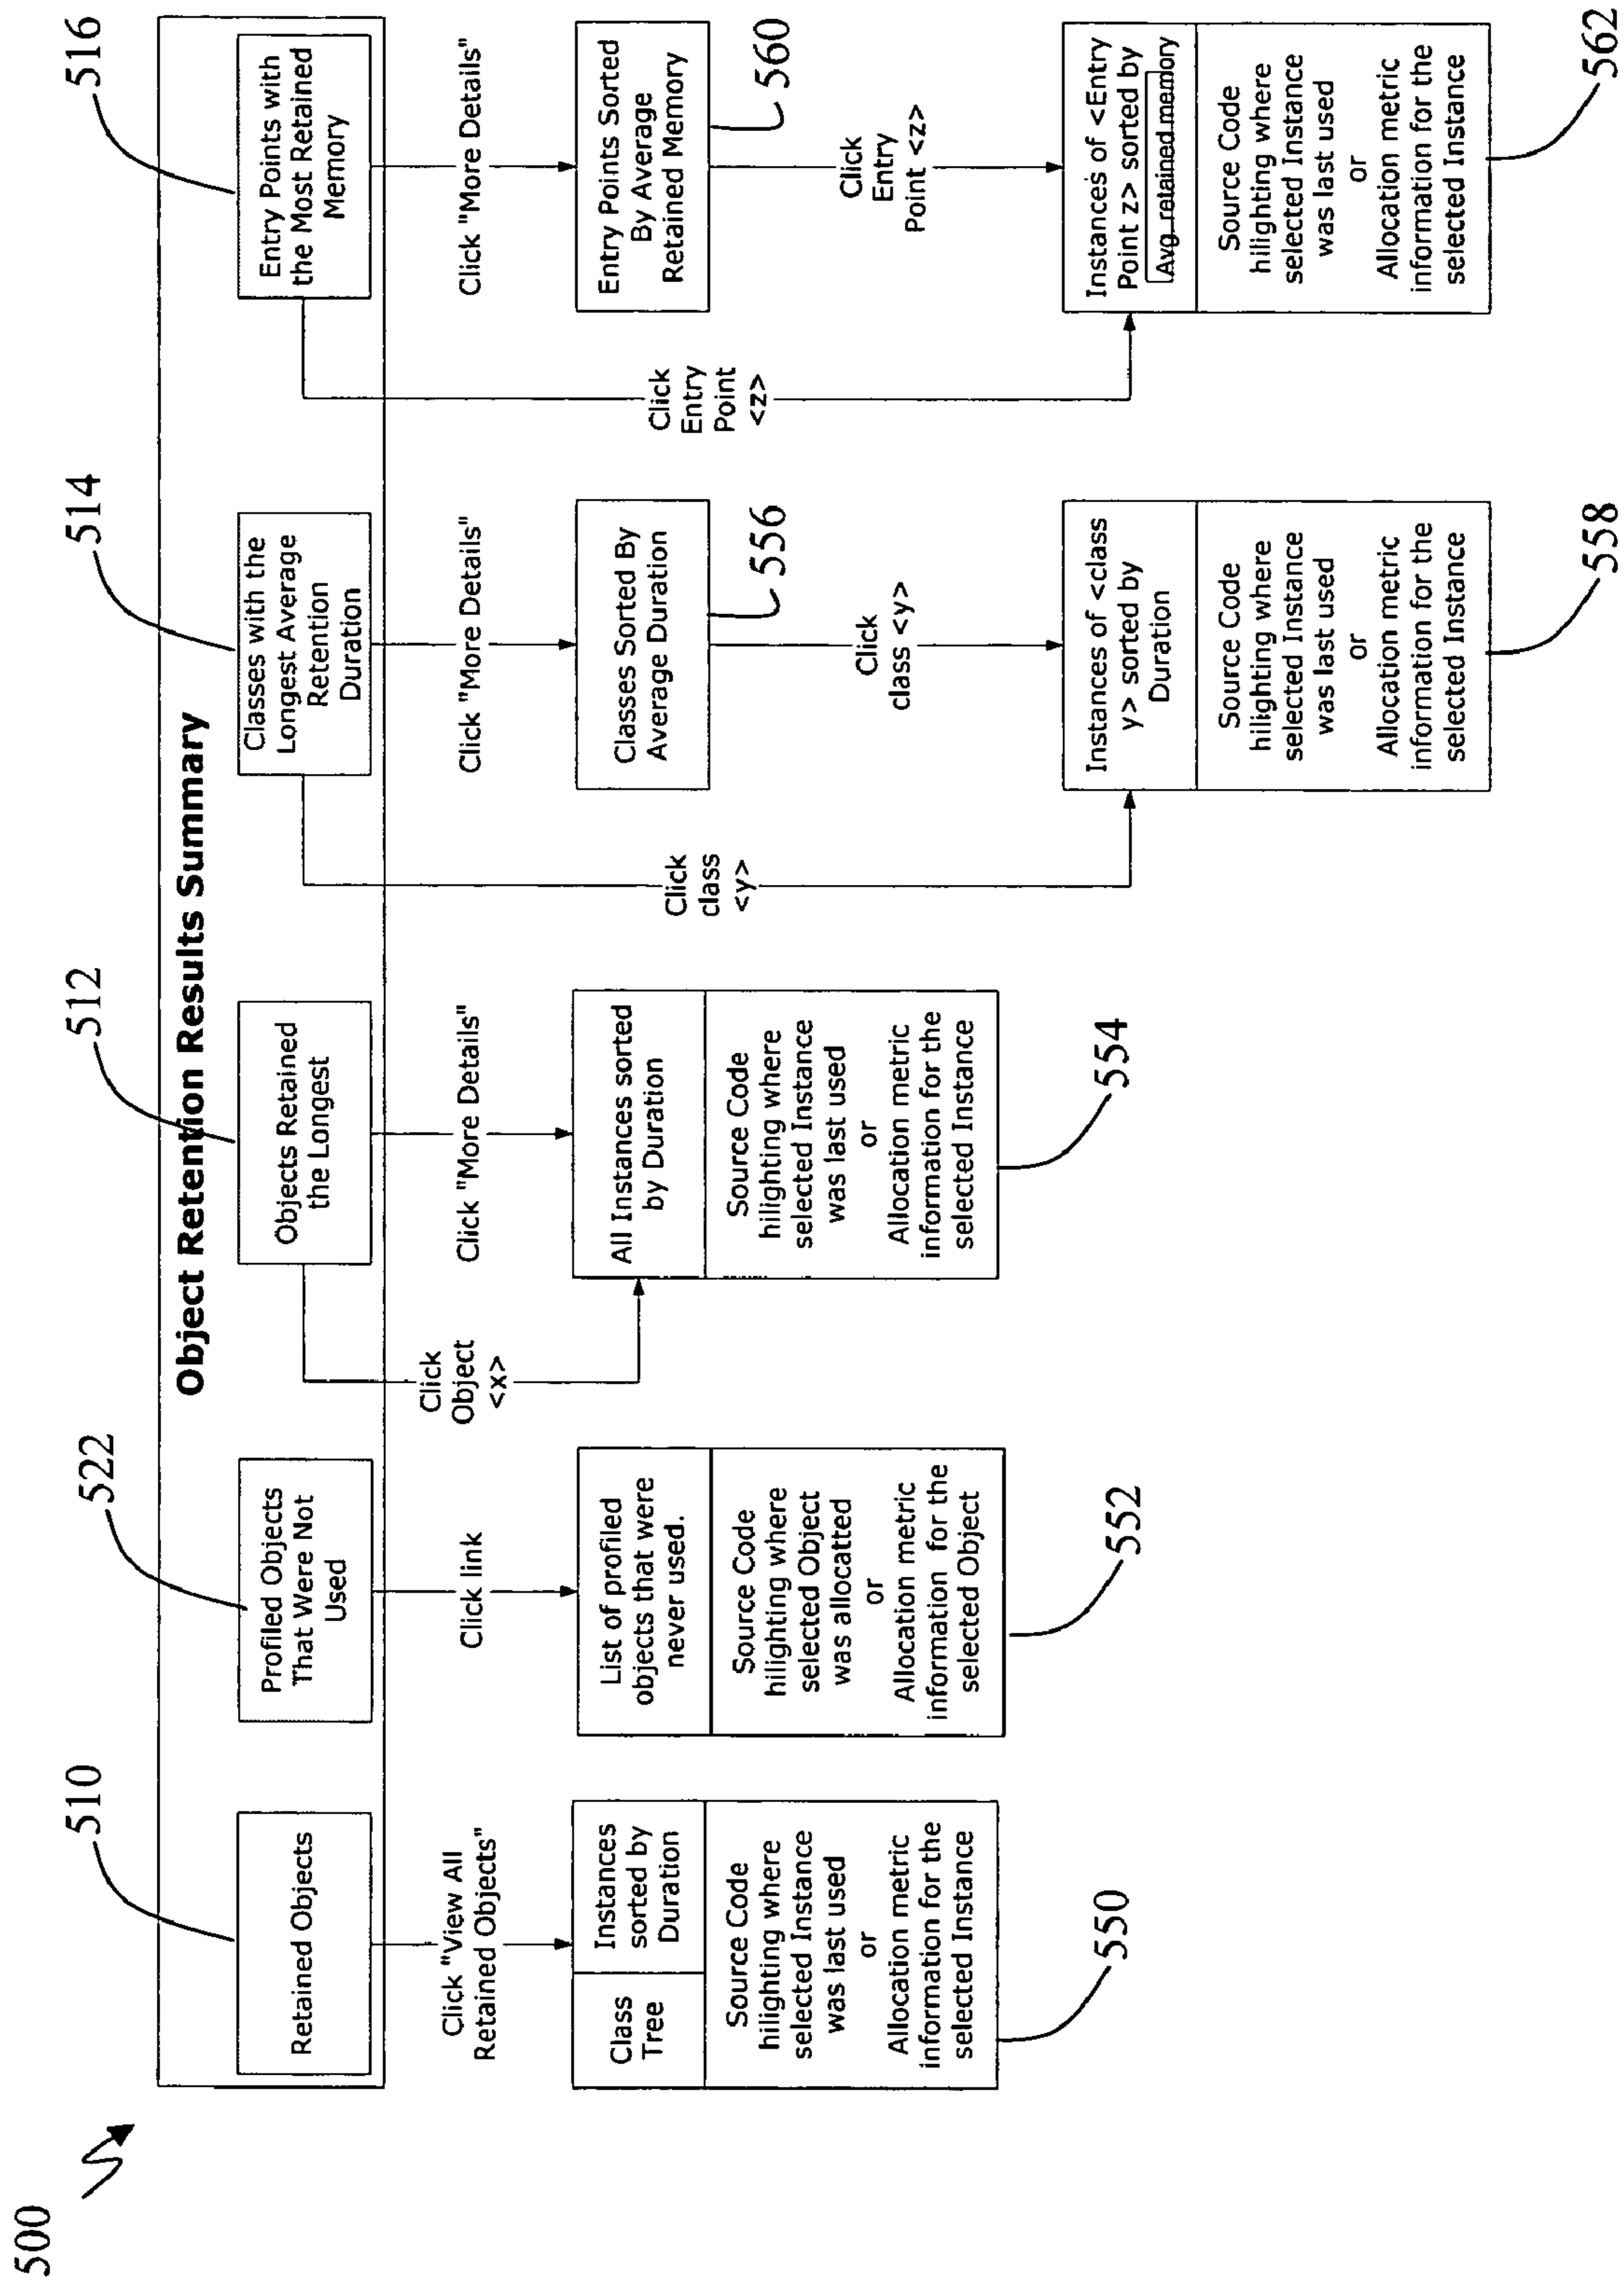 500
Object Retention Results Summary
510
Retained Objects
Click "View All
Retained Objects"
Class
Tree
Instances
sorted by
Duration
Source Code
hilighting where
selected Instance
was last used
or
Allocation metric
information for the
selected Instance
550
522
Profiled Objects
That Were Not
Used
Click link
List of profiled
objects that were
never used.
Source Code
hilighting where
selected Object
was allocatted
or
Allocation metric
information for the
selected Object
552
512
Objects Retained
the Longest
Click
Object
<x>
Click "More Details"
All Instances sorted
by Duration
Source Code
hilighting where
selected Instance
was last used
or
Allocation metric
information for the
selected Instance
554
514
Classes with the
Longest Average
Retention
Duration
Click
class
<y>
Click "More Details"
Classes Sorted By
Average Duration
556
Click
class <y>
Instances of <class
y> sorted by
Duration
Source Code
hilighting where
selected Instance
was last used
or
Allocation metric
information for the
selected Instance
558
516
Entry Points with
the Most Retained
Memory
Click
Entry
Point
<z>
Click "More Details"
Entry Points Sorted
By Average
Retained Memory
560
Click
Entry
Point <z>
Instances of <Entry
Point z> sorted by
Avg. retained memory
Source Code
hilighting where
selected Instance
was last used
or
Allocation metric
information for the
selected Instance
562